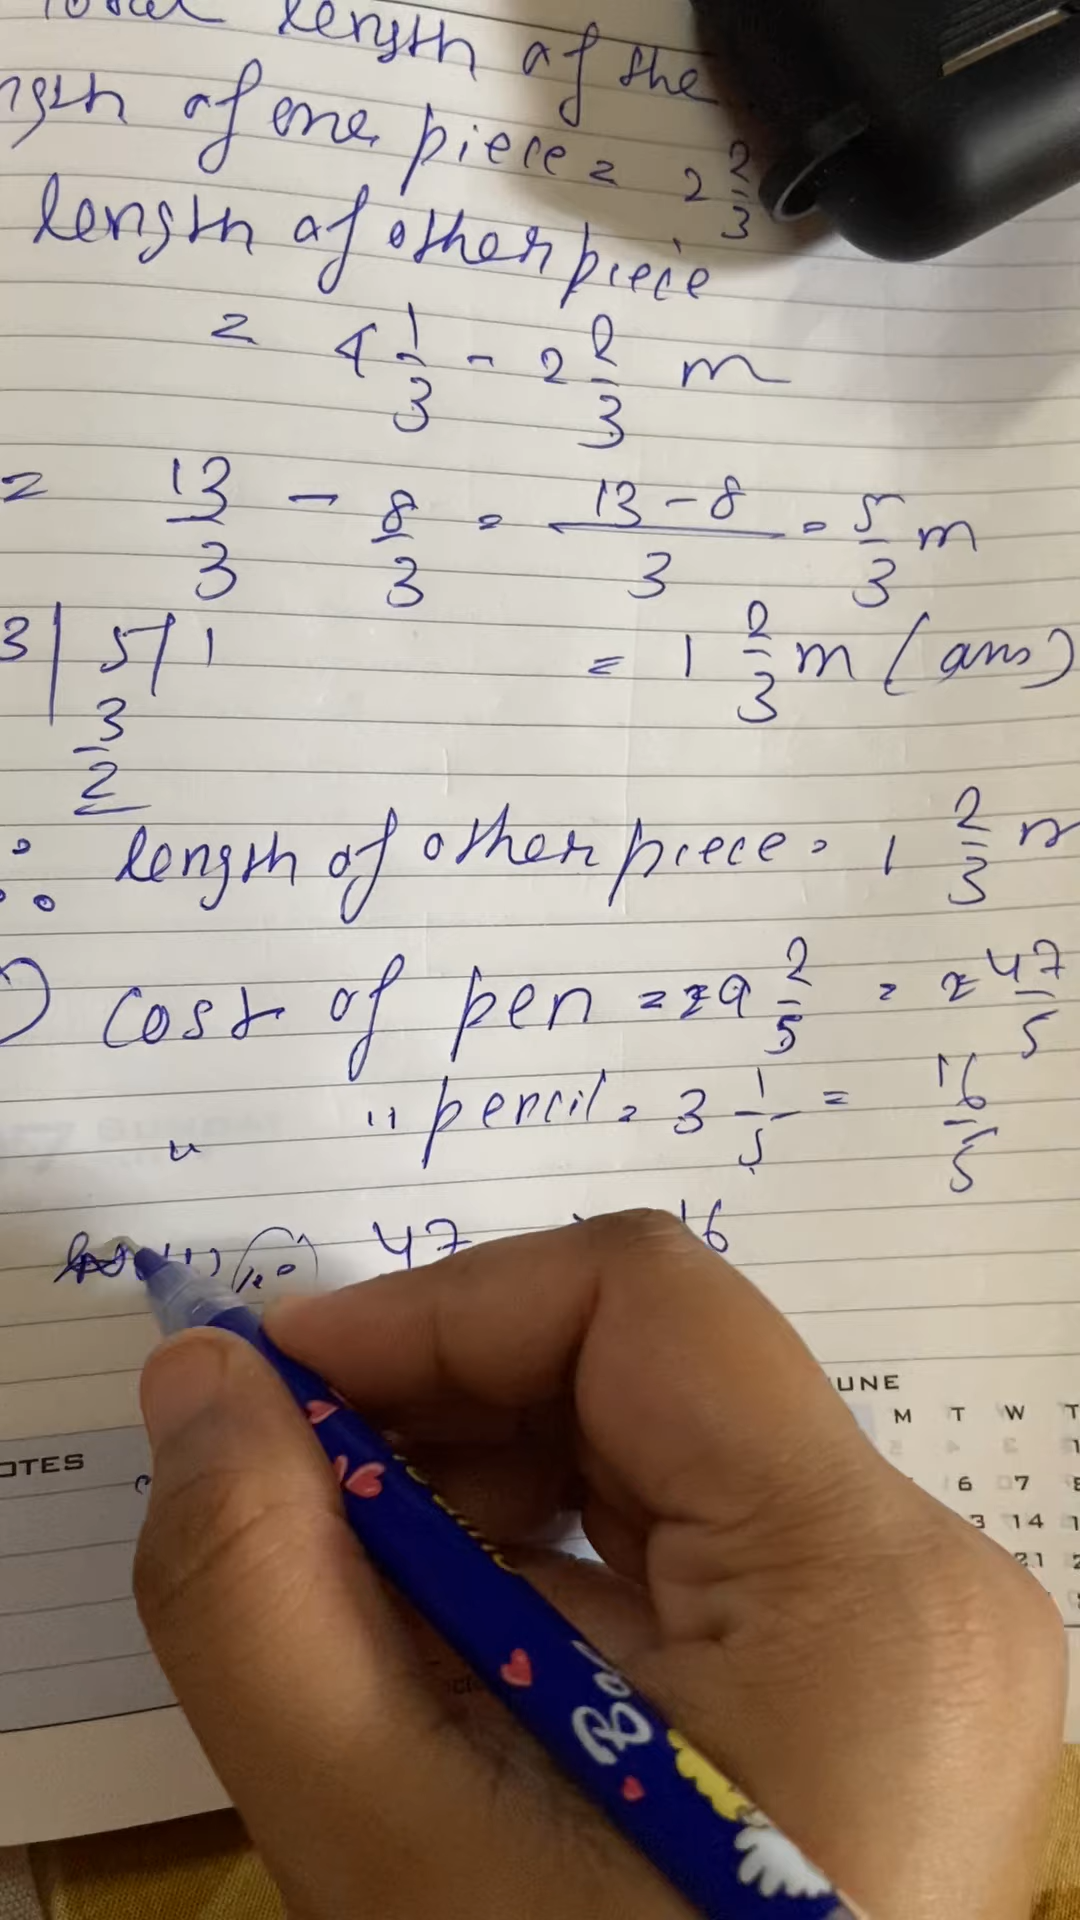 length of the
of one piece = 2 2/3
length of other piece
= 4 1/3 - 2 2/3 m
= 13/3 - 8/3 = 13 - 8/3 = 5/3 m
3 | 5 | 1
= 1 2/3 m (ans)
3
2
∴ length of other piece = 1 2/3
Cost of pen = ₹9 2/5 = ₹47/5
" " pencil = 3 1/5 = 16/5
47 16
UNE
M T W T
6 7
14
21
OTES
Bo